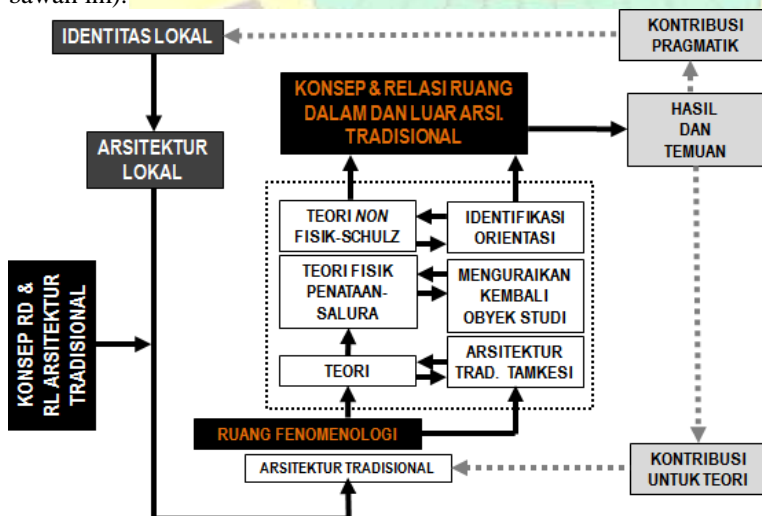 bawah ini):
IDENTITAS LOKAL
KONTRIBUSI
PRAGMATIK
KONSEP & RELASI RUANG
DALAM DAN LUAR ARSI.
TRADISIONAL
HASIL
DAN
TEMUAN
ARSITEKTUR
LOKAL
TEORI NON
FISIK-SCHULZ
IDENTIFIKASI
ORIENTASI
TEORI FISIK
PENATAAN-
SALURA
MENGURAIKAN
KEMBALI
OBYEK STUDI
KONSEP RD &
RL ARSITEKTUR
TRADISIONAL
TEORI
ARSITEKTUR
TRAD. TAMKESI
RUANG FENOMENOLOGI
ARSITEKTUR TRADISIONAL
KONTRIBUSI
UNTUK TEORI